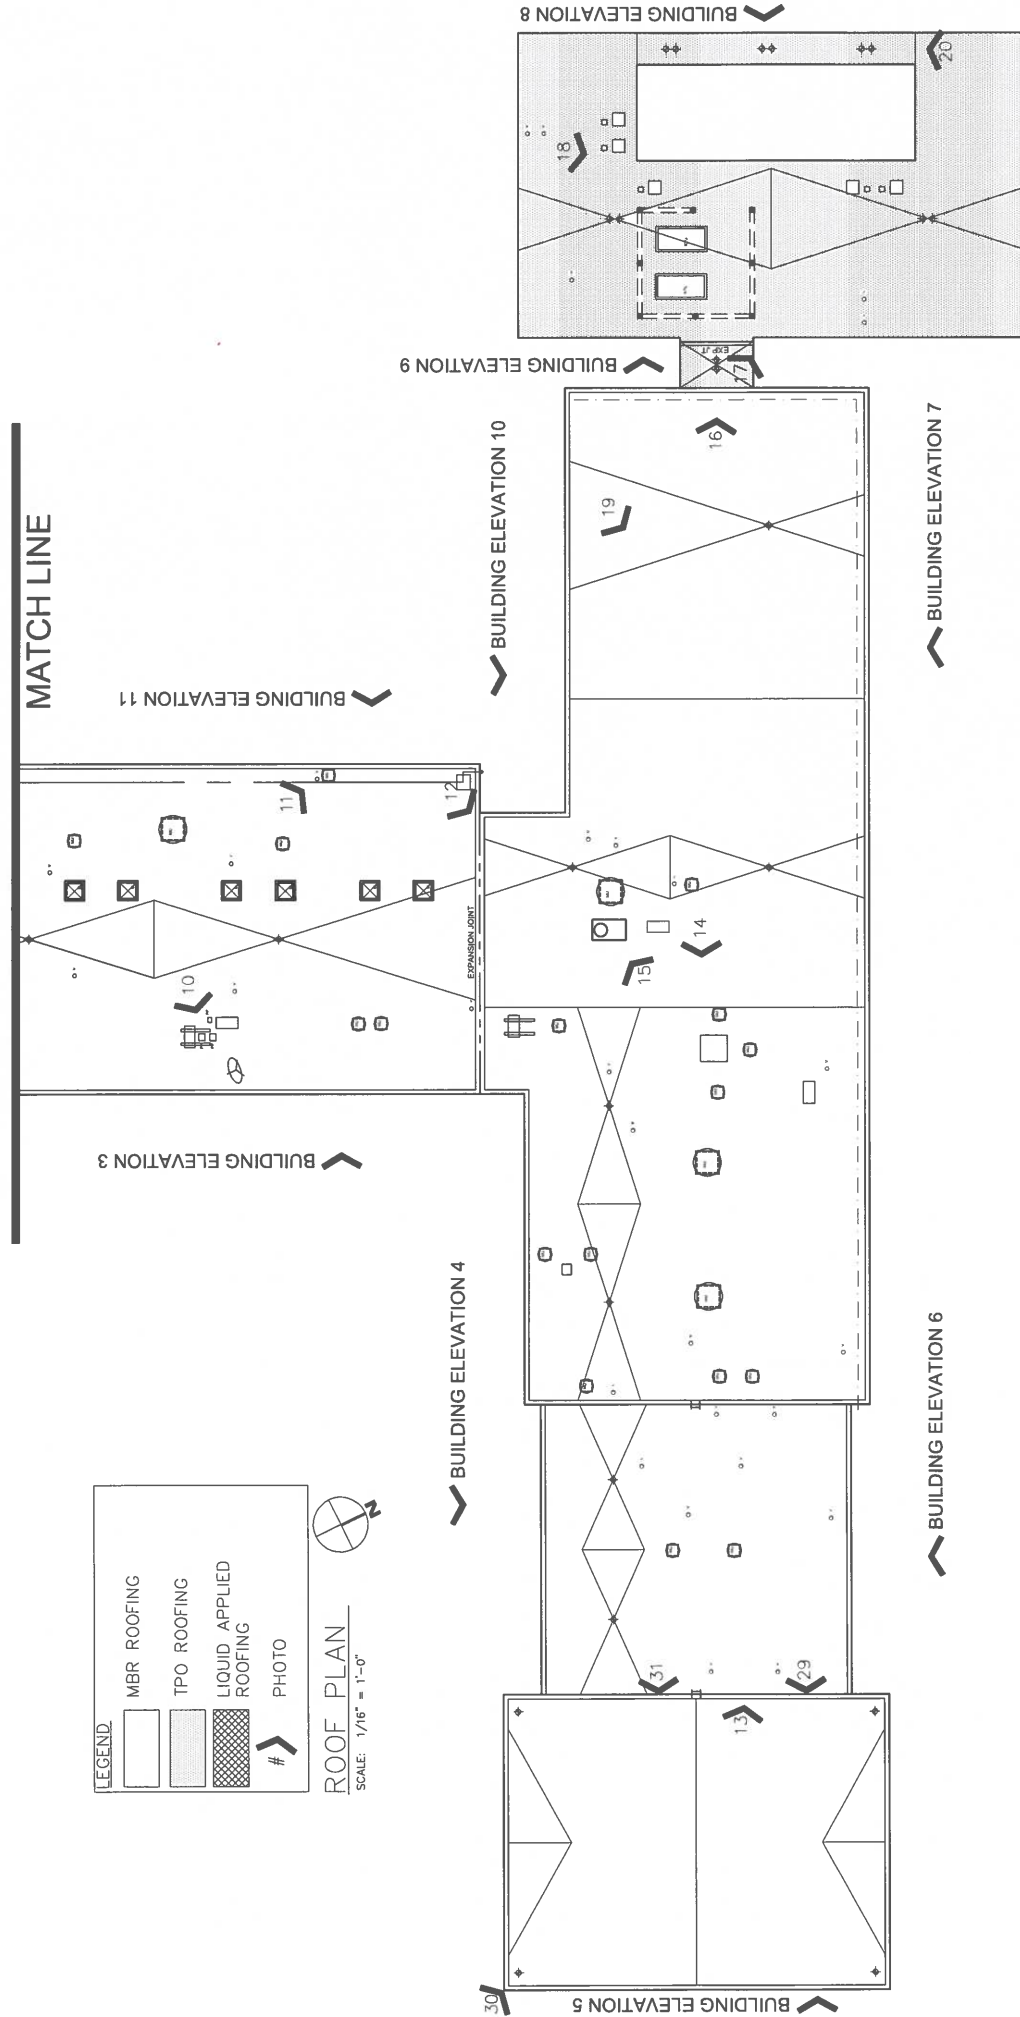 MATCH LINE
BUILDING ELEVATION 8
20
18
BUILDING ELEVATION 9
EXP JT
17
BUILDING ELEVATION 10
16
19
BUILDING ELEVATION 7
BUILDING ELEVATION 11
11
12
10
EXPANSION JOINT
14
15
BUILDING ELEVATION 3
BUILDING ELEVATION 4
BUILDING ELEVATION 6
31
29
13
30
BUILDING ELEVATION 5
LEGEND
MBR ROOFING
TPO ROOFING
LIQUID APPLIED
ROOFING
# PHOTO
N
ROOF PLAN
SCALE: 1/16" = 1'-0"